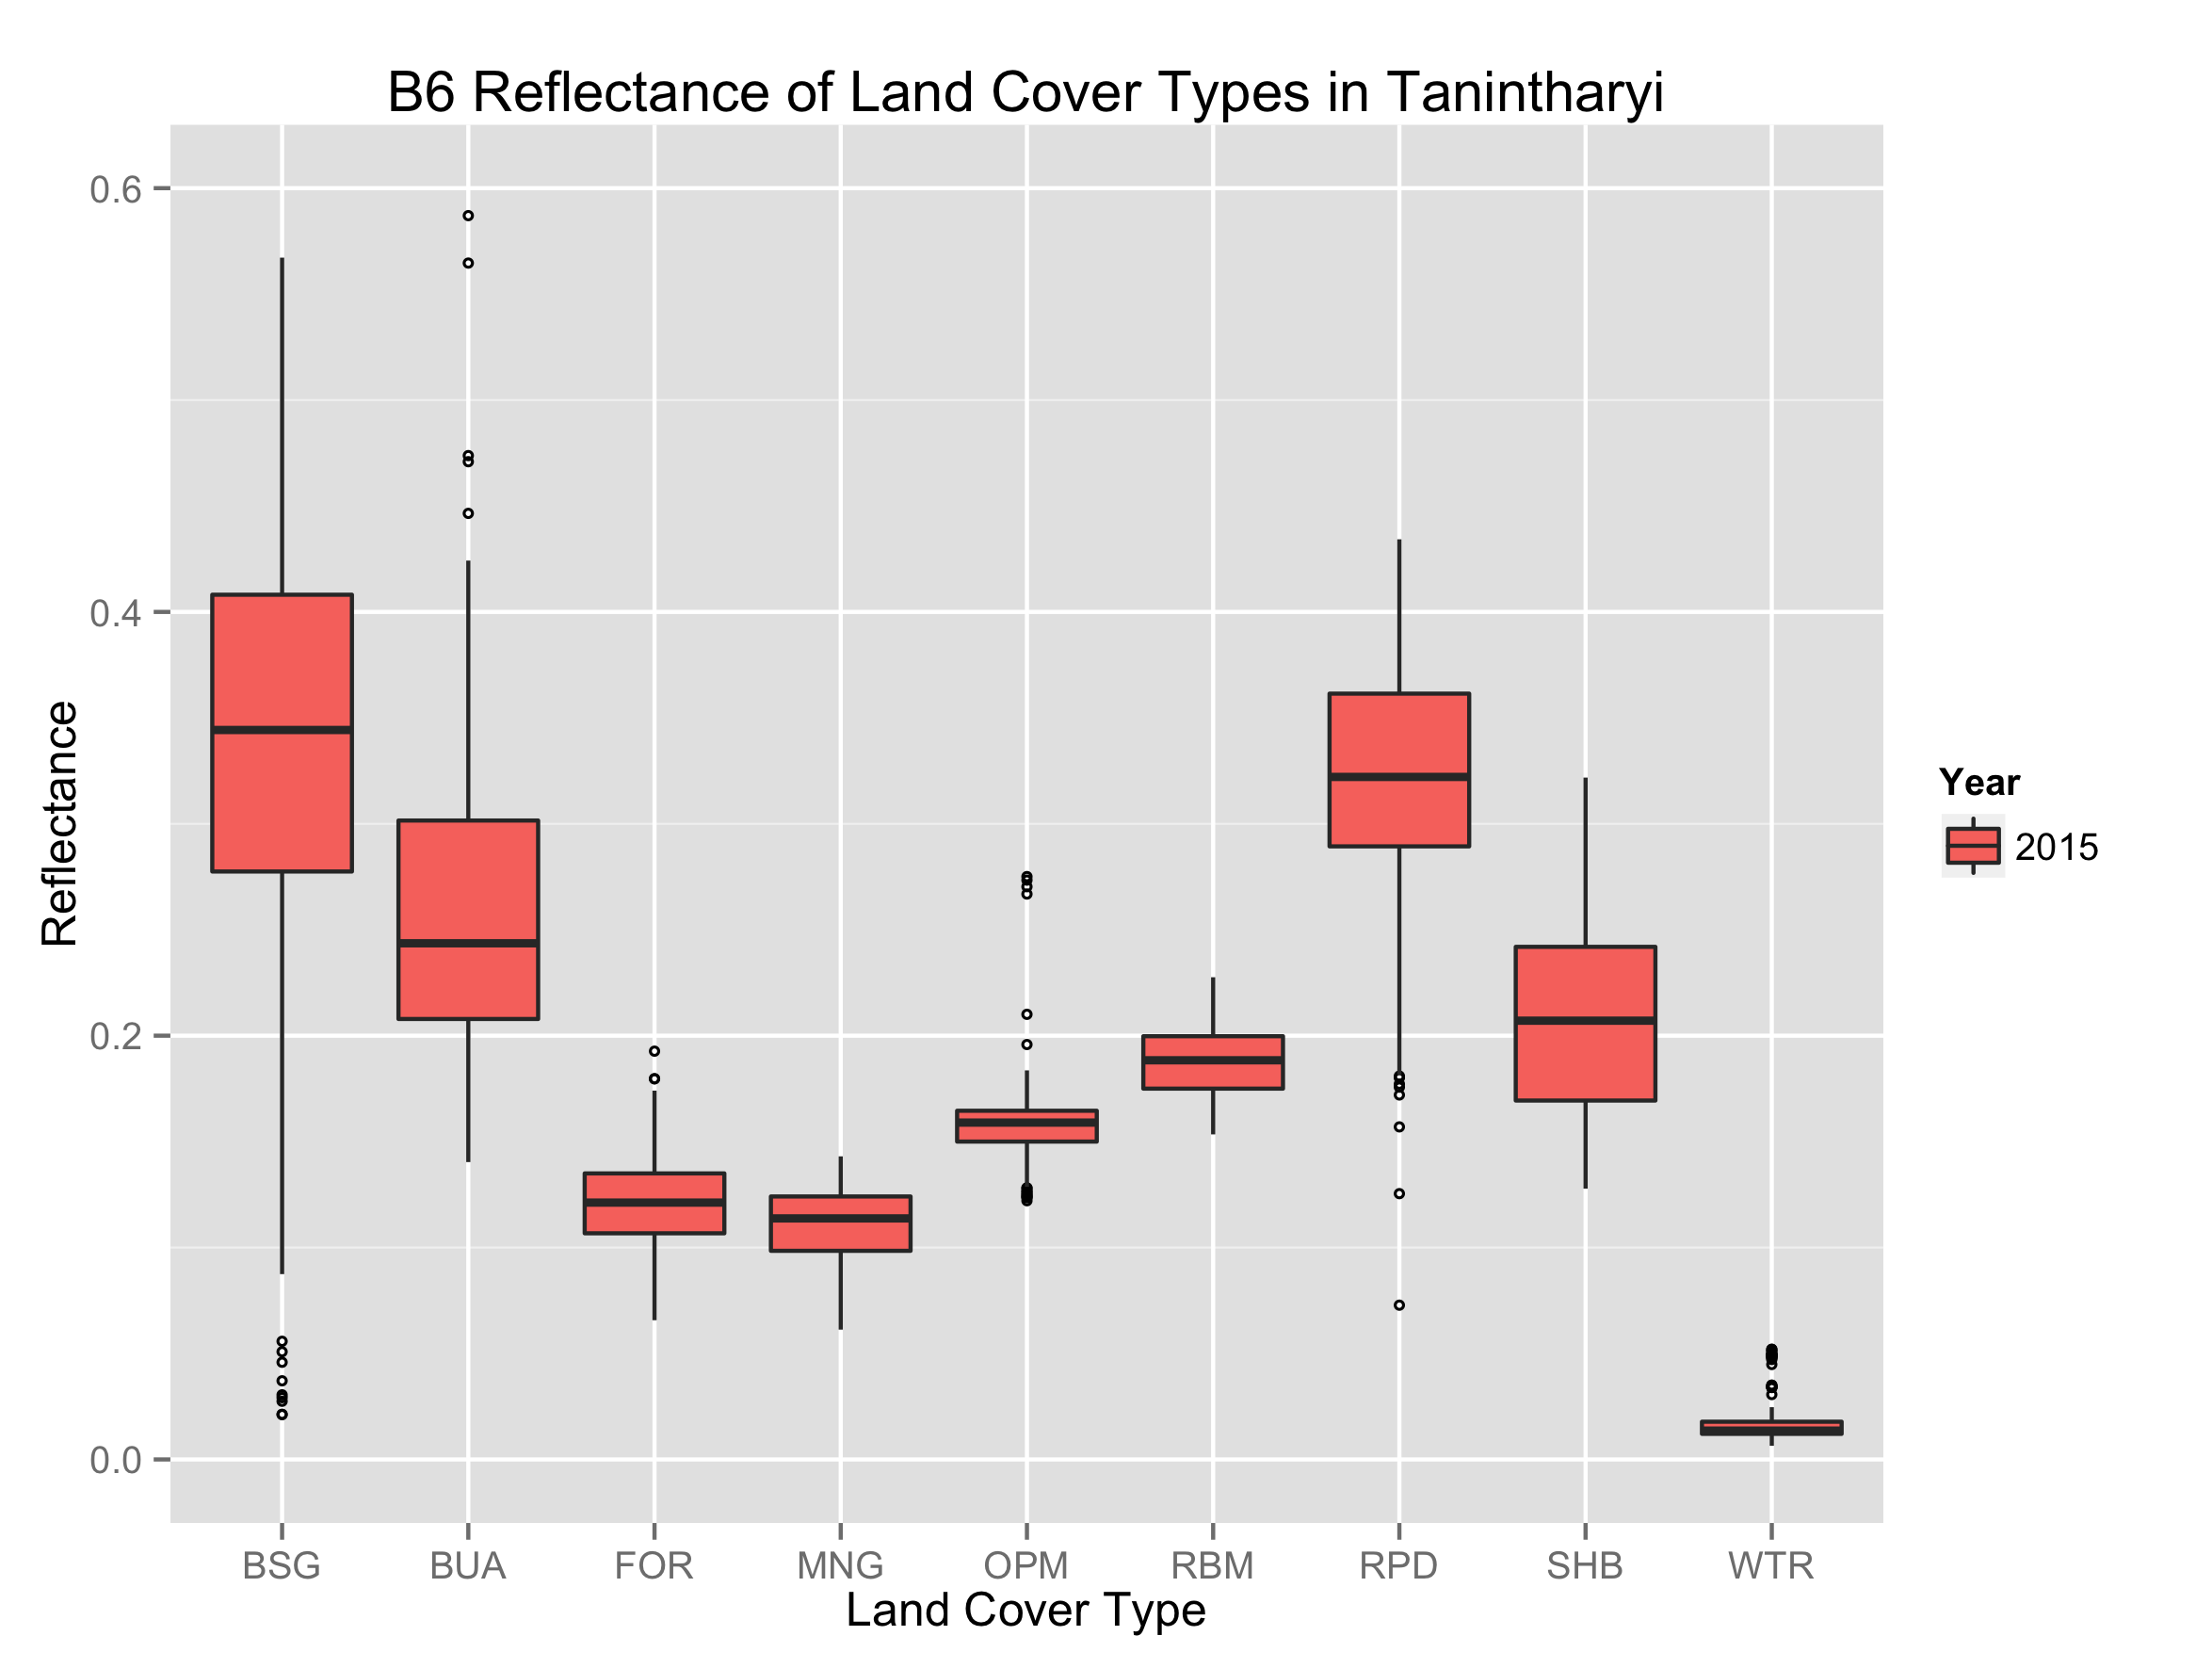 B6 Reflectance of Land Cover Types in Tanintharyi
0.6
0.4
0.2
0.0
Reflectance
BSG BUA FOR MNG OPM RBM RPD SHB WTR
Land Cover Type
Year
2015